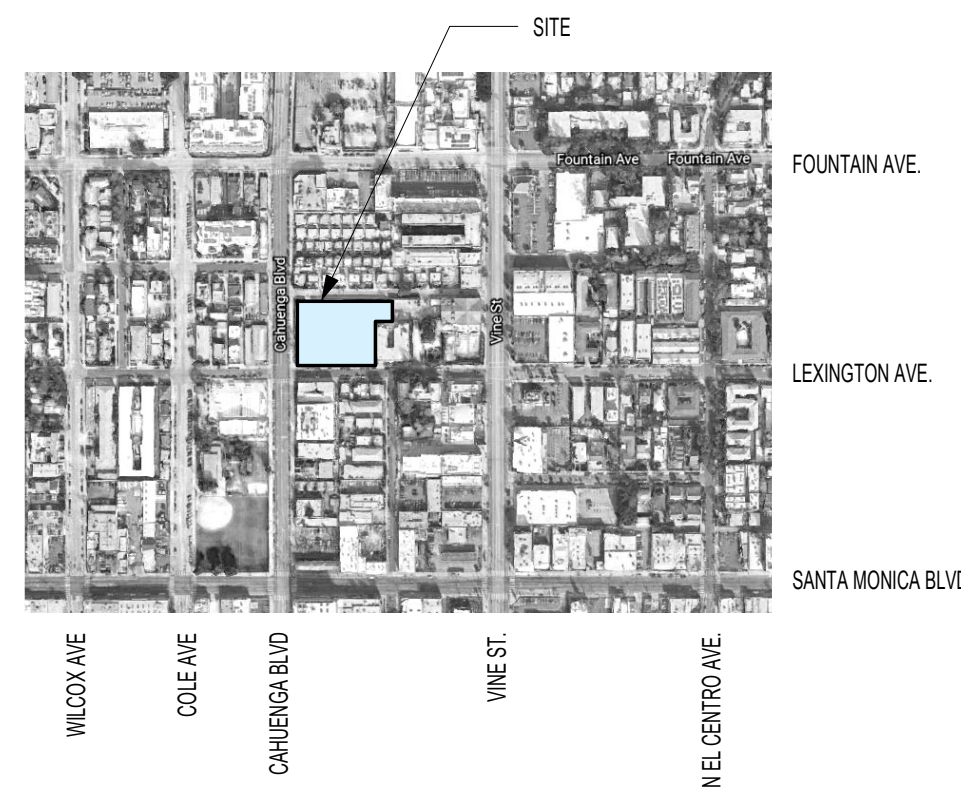 SITE
Fountain Ave
Fountain Ave
FOUNTAIN AVE.
Cahuenga Blvd
Vine St
LEXINGTON AVE.
SANTA MONICA BLVD
WILCOX AVE
COLE AVE
CAHUENGA BLVD
VINE ST.
N EL CENTRO AVE.